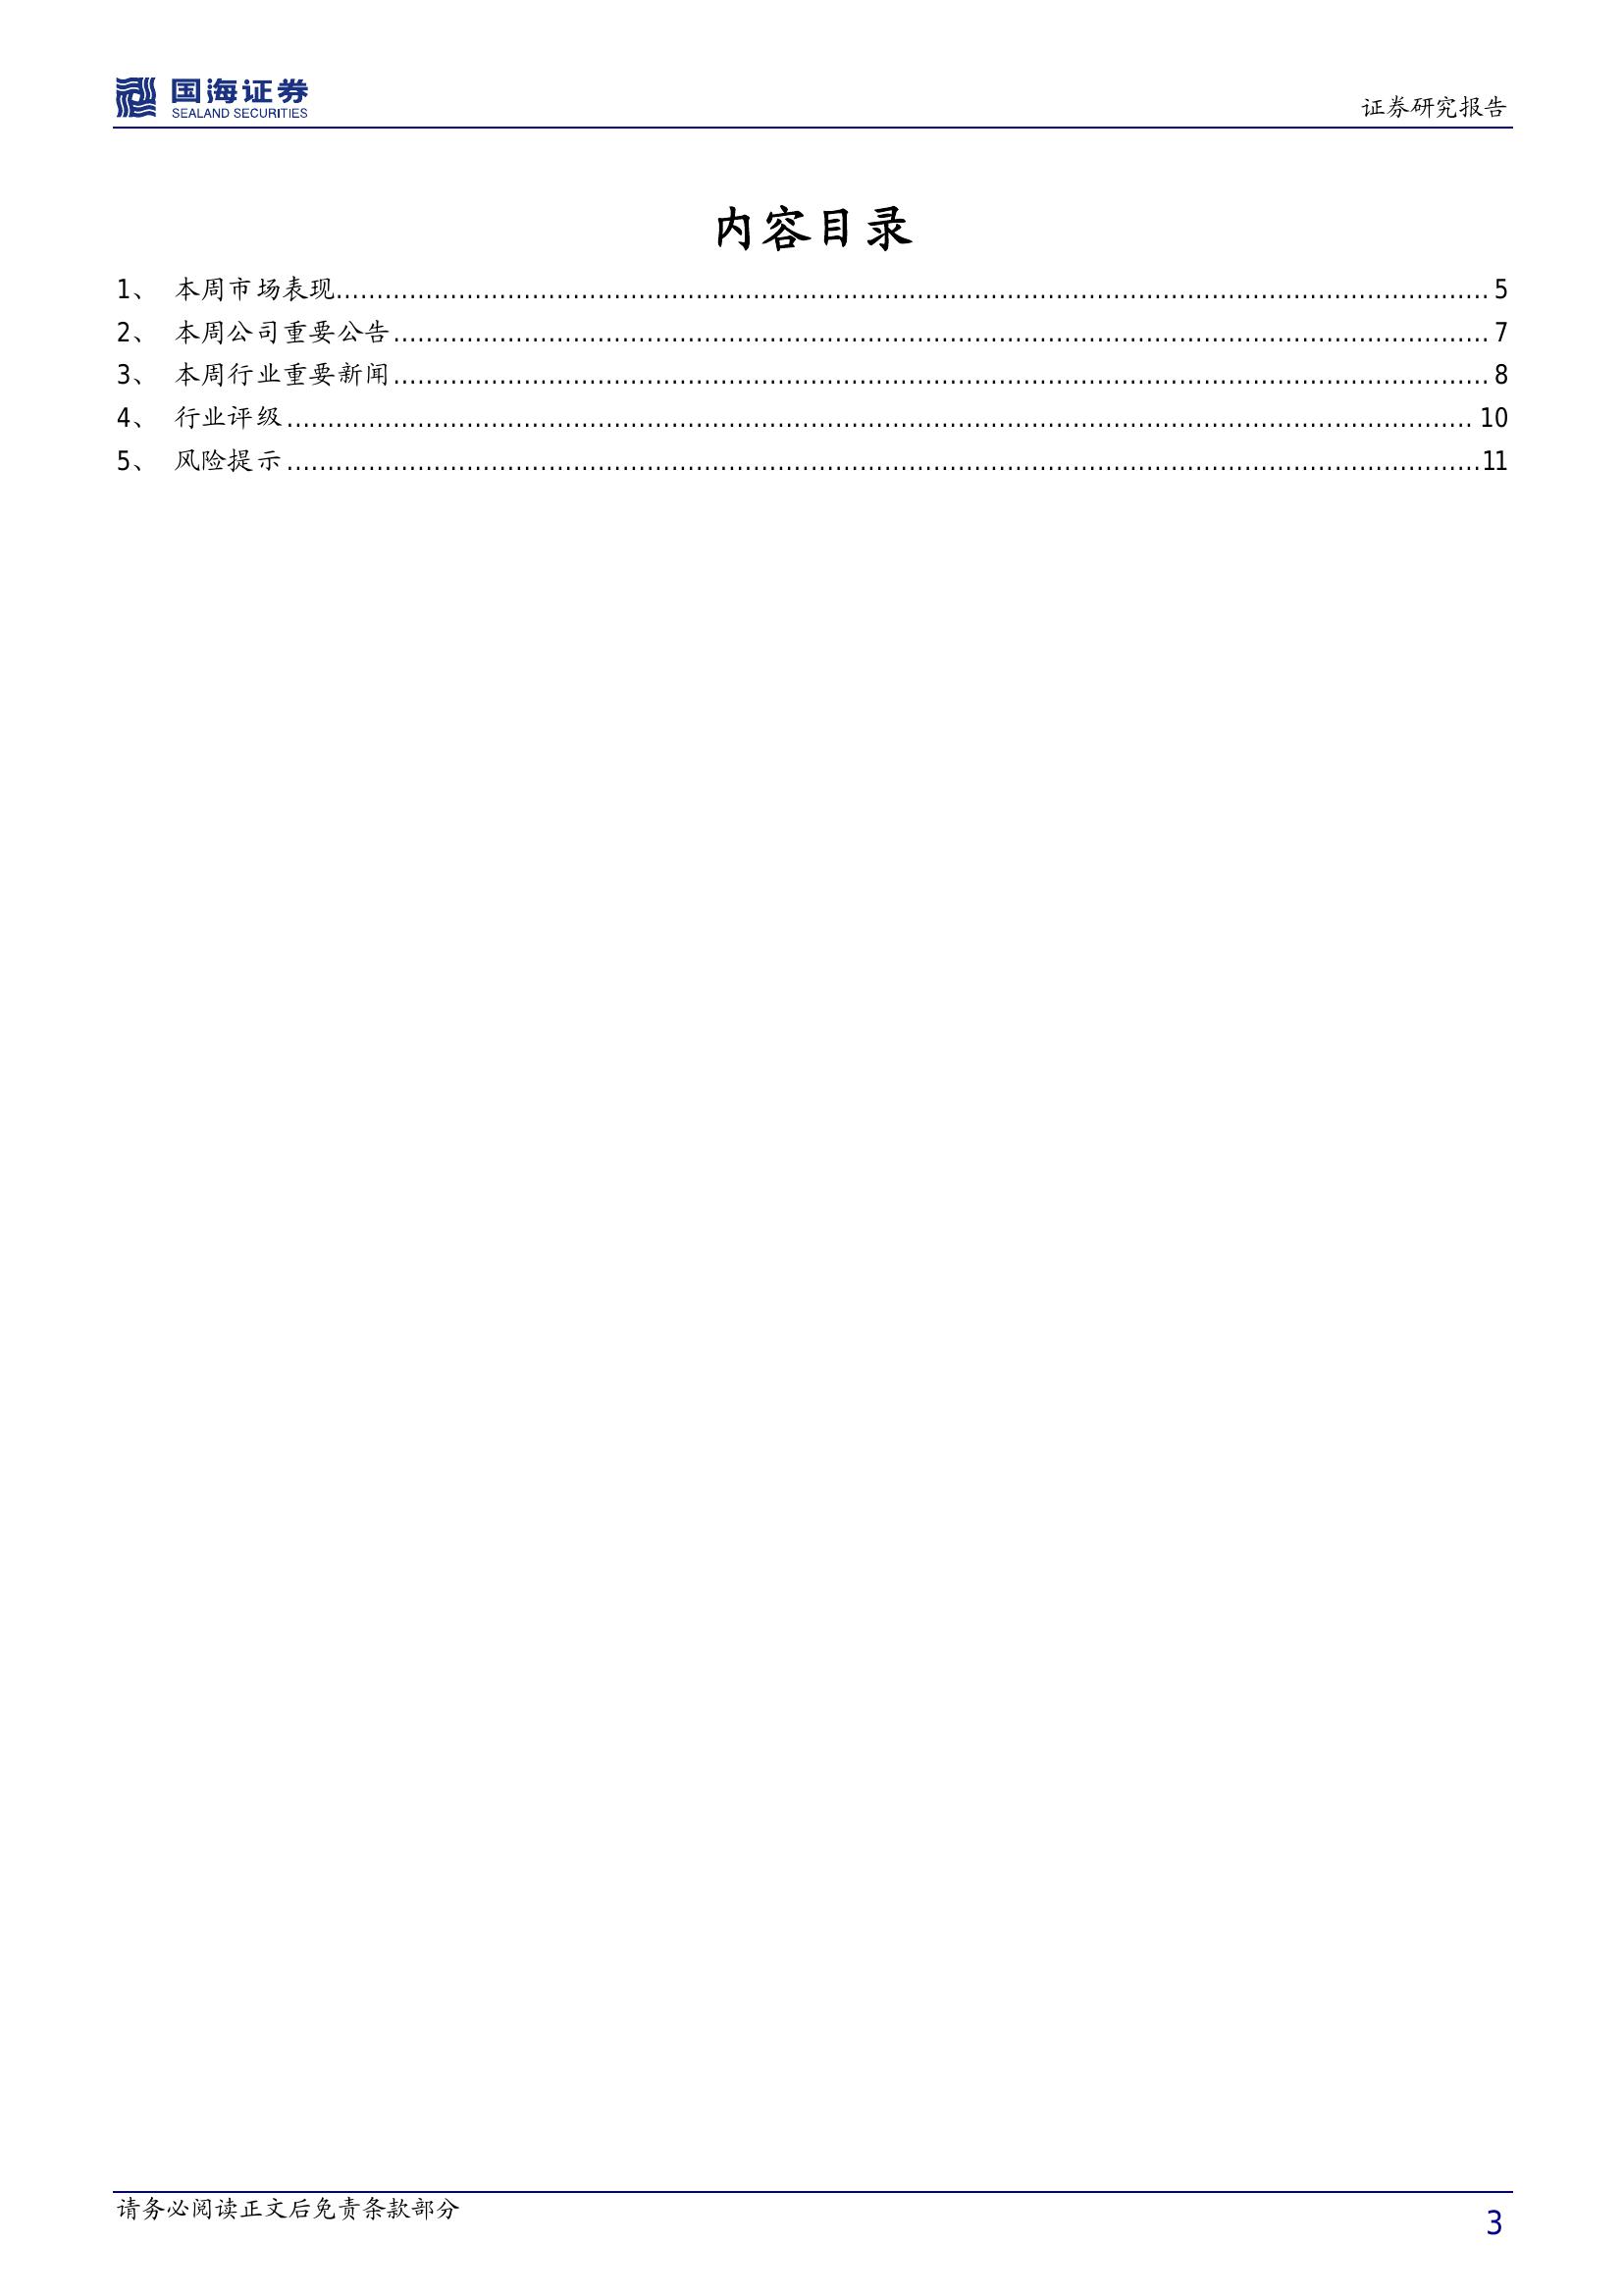 国海证券
SEALAND SECURITIES
证券研究报告
内容目录
1、 本周市场表现........................................................................ 5
2、 本周公司重要公告........................................................................ 7
3、 本周行业重要新闻........................................................................ 8
4、 行业评级........................................................................ 10
5、 风险提示........................................................................ 11
请务必阅读正文后免责条款部分
3